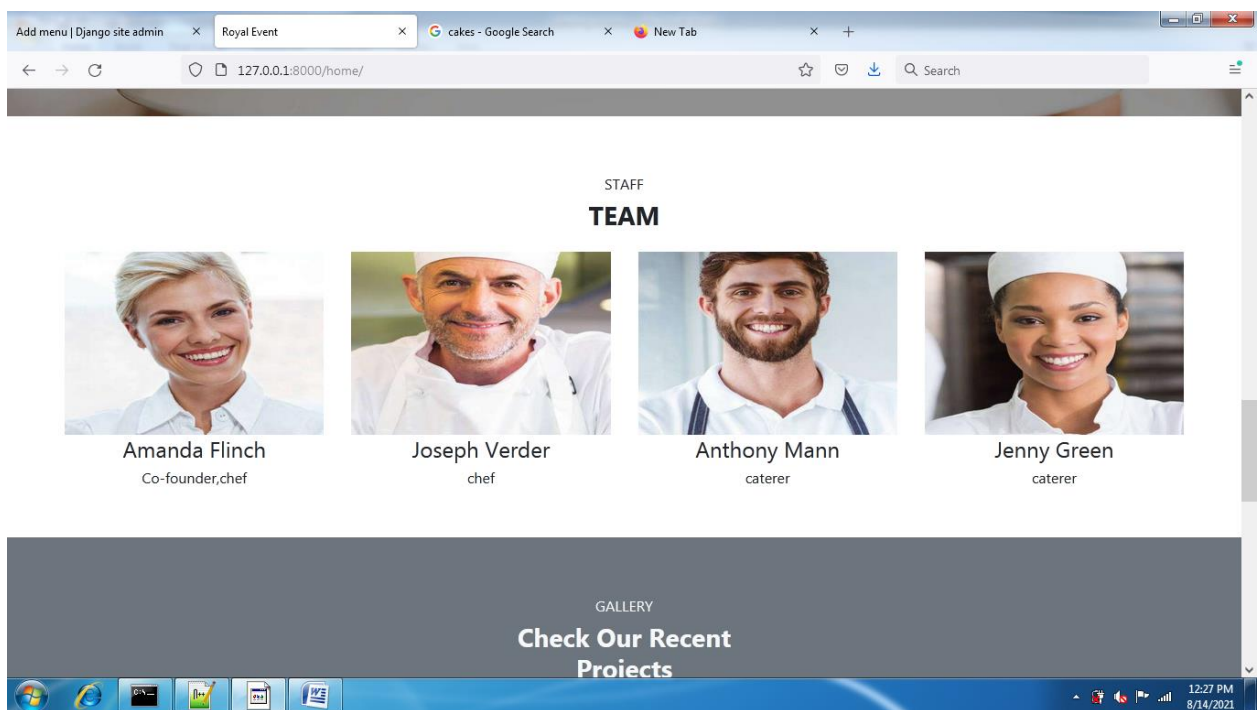 Add menu | Django site admin
Royal Event
cakes - Google Search
New Tab
127.0.0.1:8000/home/
Search
STAFF
TEAM
Amanda Flinch
Co-founder,chef
Joseph Verder
chef
Anthony Mann
caterer
Jenny Green
caterer
GALLERY
Check Our Recent
Projects
12:27 PM
8/14/2021